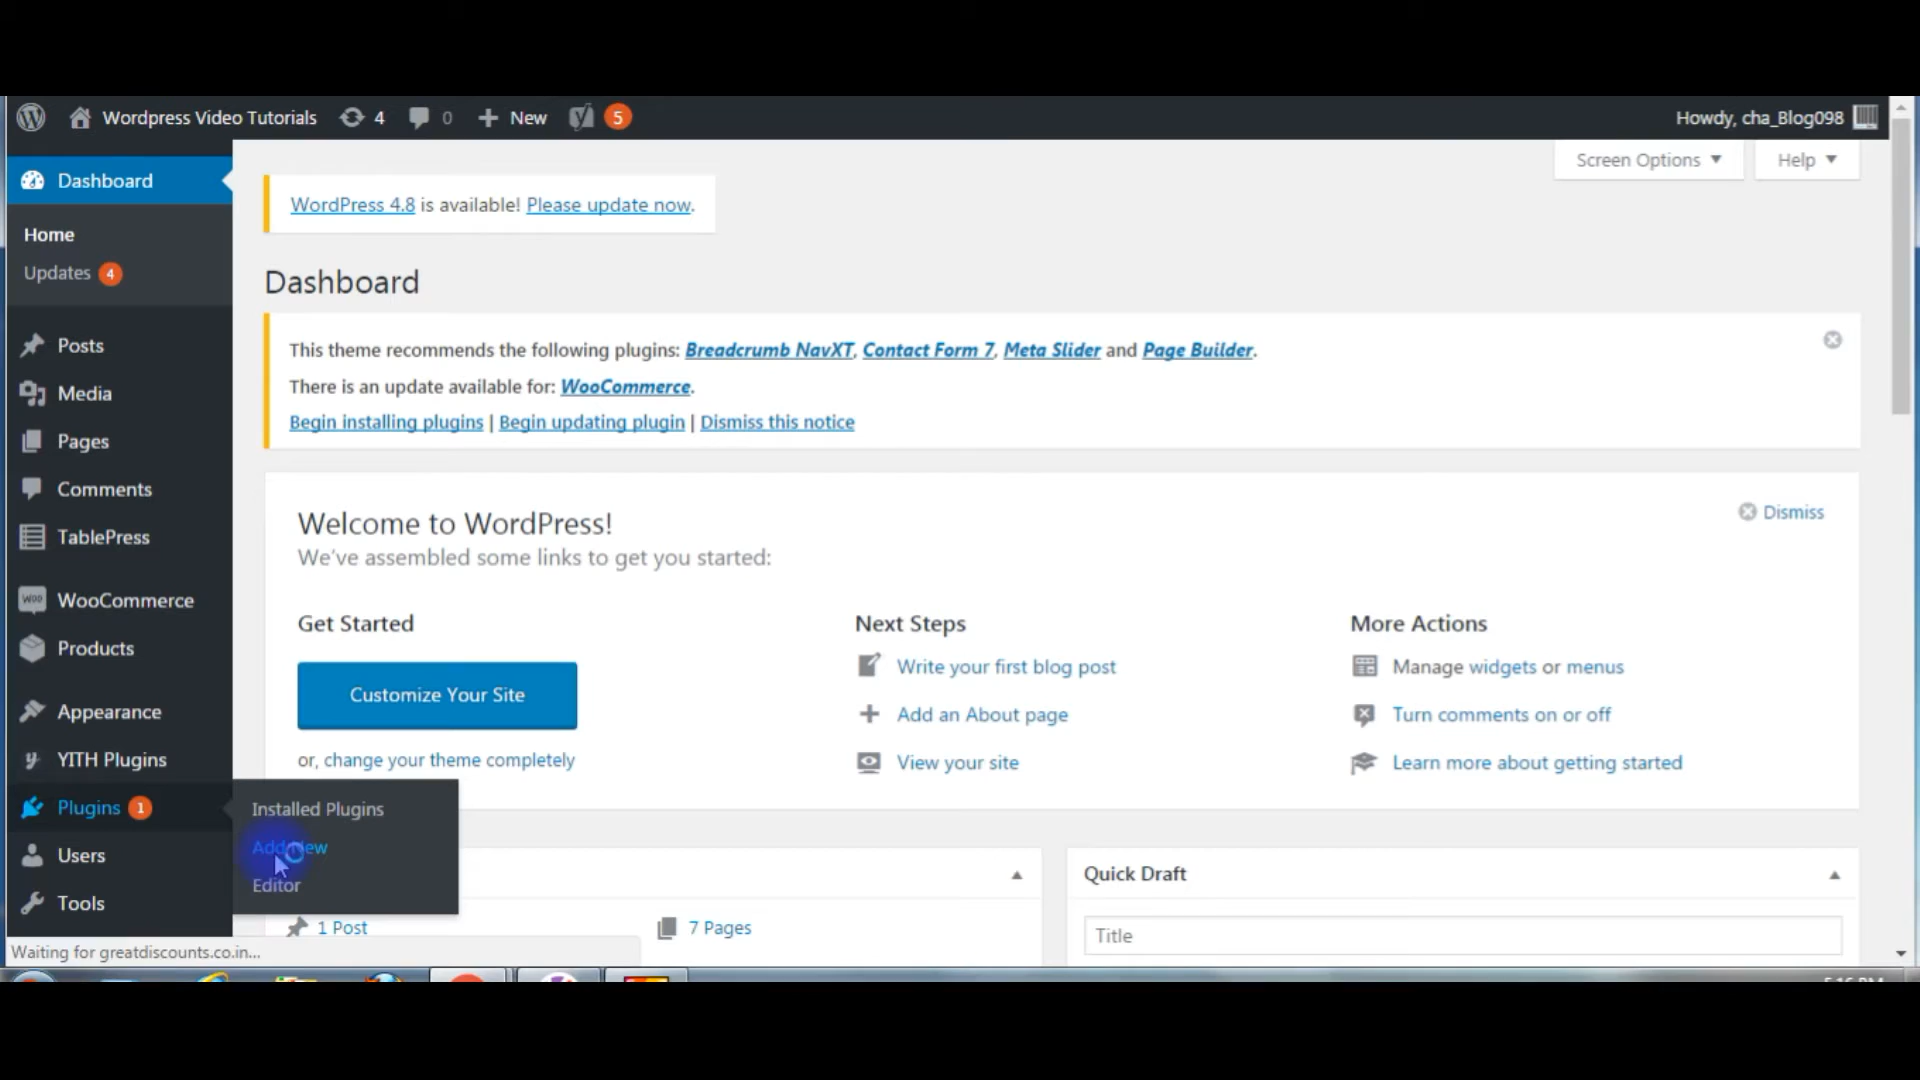 Wordpress Video Tutorials 4 0 New 5 Howdy, cha_Blog098
Dashboard
Home
Updates 4
Posts
Media
Pages
Comments
TablePress
WooCommerce
Products
Appearance
YITH Plugins
Plugins 1
Users
Tools
Installed Plugins
Add New
Editor
Screen Options Help
WordPress 4.8 is available! Please update now.
Dashboard
This theme recommends the following plugins: Breadcrumb NavXT, Contact Form 7, Meta Slider and Page Builder.
There is an update available for: WooCommerce.
Begin installing plugins | Begin updating plugin | Dismiss this notice
Welcome to WordPress!
Dismiss
We've assembled some links to get you started:
Get Started
Customize Your Site
or, change your theme completely
Next Steps
Write your first blog post
Add an About page
View your site
More Actions
Manage widgets or menus
Turn comments on or off
Learn more about getting started
1 Post 7 Pages
Quick Draft
Title
Waiting for greatdiscounts.co.in...